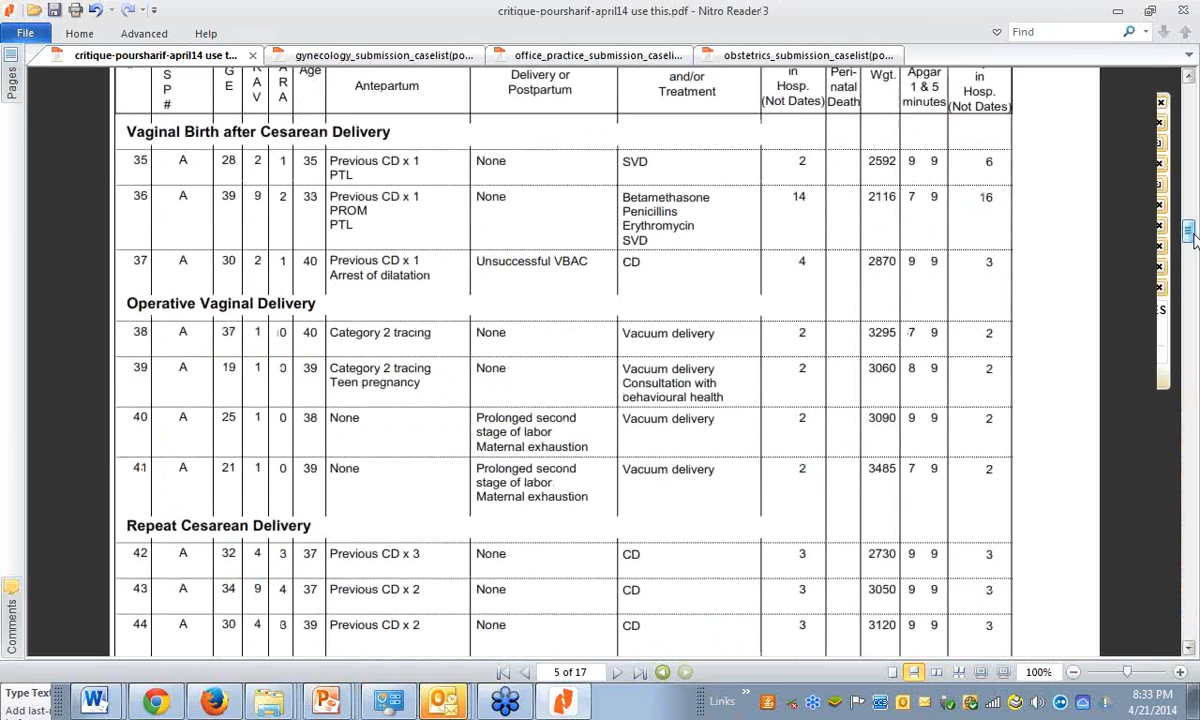 critique-poursharif-april14 use this.pdf - Nitro Reader 3
File Home Advanced Help Find
critique-poursharif-april14 use t... gynecology_submission_caselist(po... office_practice_submission_caseli... obstetrics_submission_caselist(po...
Pages
S P # G E R A V A R A Age Antepartum Delivery or Postpartum and/or Treatment in Hosp. (Not Dates) Peri- natal Death Wgt. Apgar 1 & 5 minutes in Hosp. (Not Dates)
Vaginal Birth after Cesarean Delivery
35 A 28 2 1 35 Previous CD x 1 None SVD 2 2592 9 9 6
PTL
36 A 39 9 2 33 Previous CD x 1 None Betamethasone 14 2116 7 9 16
PROM Penicillins
PTL Erythromycin
SVD
37 A 30 2 1 40 Previous CD x 1 Unsuccessful VBAC CD 4 2870 9 9 3
Arrest of dilatation
Operative Vaginal Delivery
38 A 37 1 0 40 Category 2 tracing None Vacuum delivery 2 3295 7 9 2
39 A 19 1 0 39 Category 2 tracing None Vacuum delivery 2 3060 8 9 2
Teen pregnancy Consultation with
behavioural health
40 A 25 1 0 38 None Prolonged second Vacuum delivery 2 3090 9 9 2
stage of labor
Maternal exhaustion
41 A 21 1 0 39 None Prolonged second Vacuum delivery 2 3485 7 9 2
stage of labor
Maternal exhaustion
Repeat Cesarean Delivery
42 A 32 4 3 37 Previous CD x 3 None CD 3 2730 9 9 3
43 A 34 9 4 37 Previous CD x 2 None CD 3 3050 9 9 3
44 A 30 4 3 39 Previous CD x 2 None CD 3 3120 9 9 3
Comments
ES
5 of 17 100%
Type Text
Add last-c
Links
8:33 PM
4/21/2014